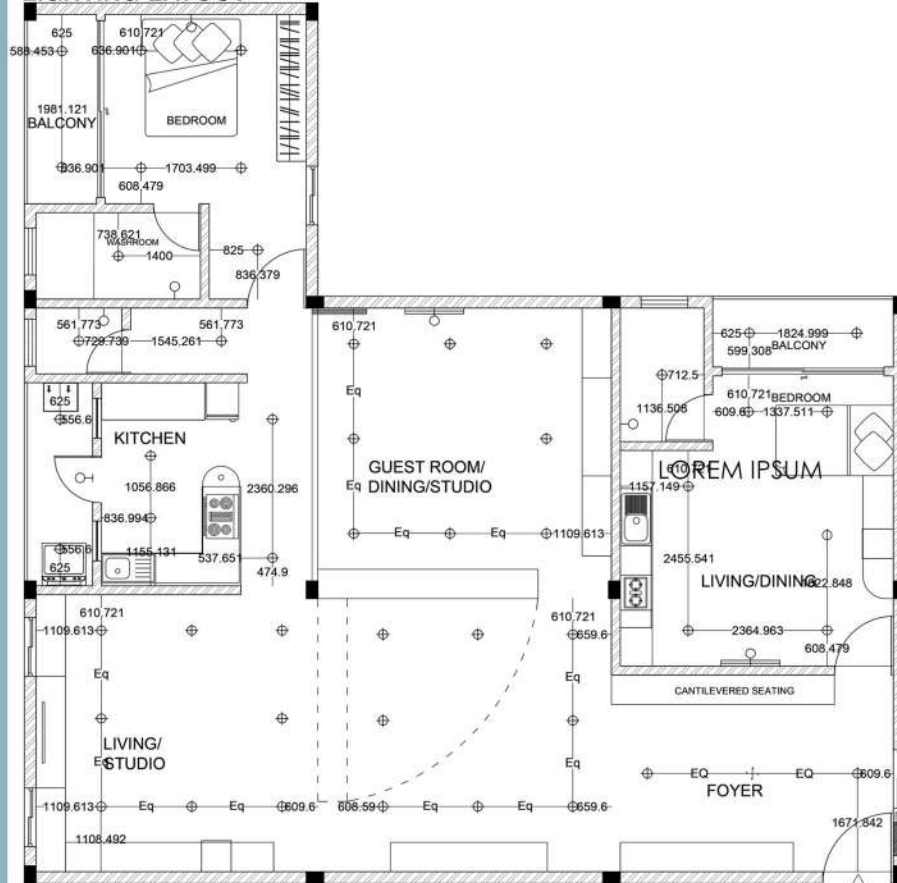 LIGHTING LAYOUT
625
610.721
588.453
636.901
1981.121
BALCONY
BEDROOM
636.901
1703.499
608.479
738.621
WASHROOM
1400
825
836.379
561.773
561.773
729.739
1545.261
610.721
625
1824.999
599.308
BALCONY
712.5
1136.508
610.721
BEDROOM
609.6
1337.511
625
556.6
Eq
KITCHEN
GUEST ROOM/
DINING/STUDIO
LOREM IPSUM
1157.149
1056.866
2360.296
Eq
836.994
1155.131
537.651
Eq
Eq
1109.613
556.6
625
474.9
2455.541
LIVING/DINING
610.721
1109.613
610.721
659.6
2364.963
608.479
Eq
Eq
CANTILEVERED SEATING
LIVING/
STUDIO
Eq
Eq
EQ
EQ
609.6
FOYER
1109.613
Eq
Eq
609.6
608.59
Eq
Eq
659.6
1108.492
1671.842